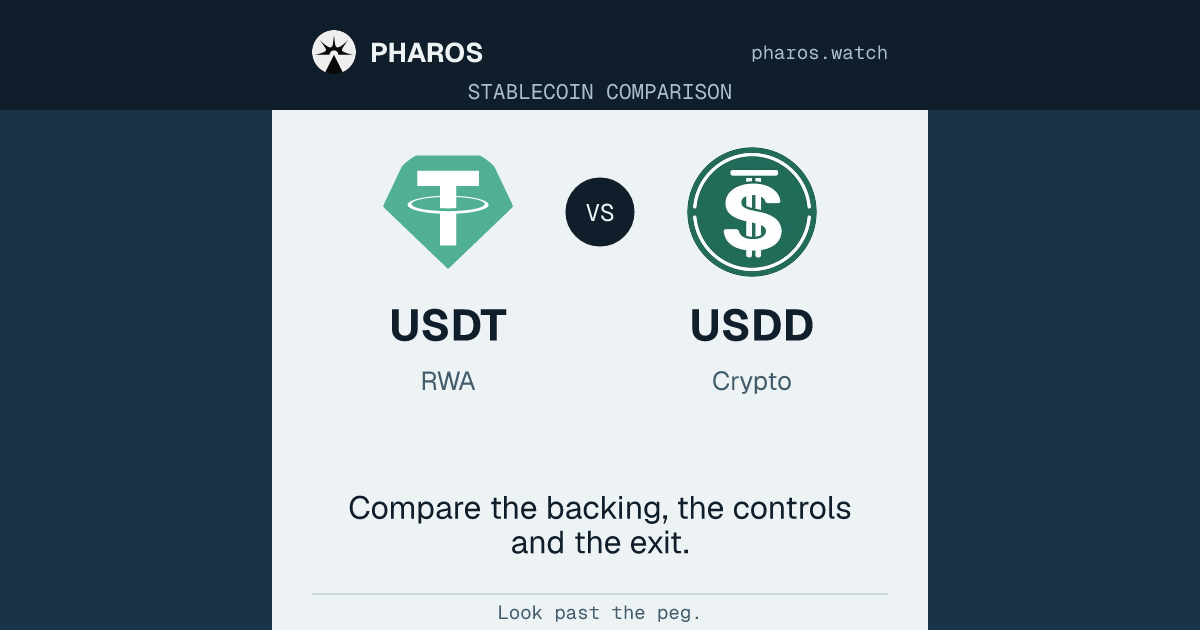 PHAROS
pharos.watch
STABLECOIN COMPARISON
VS
USDT
USDD
RWA
Crypto
Compare the backing, the controls
and the exit.
Look past the peg.